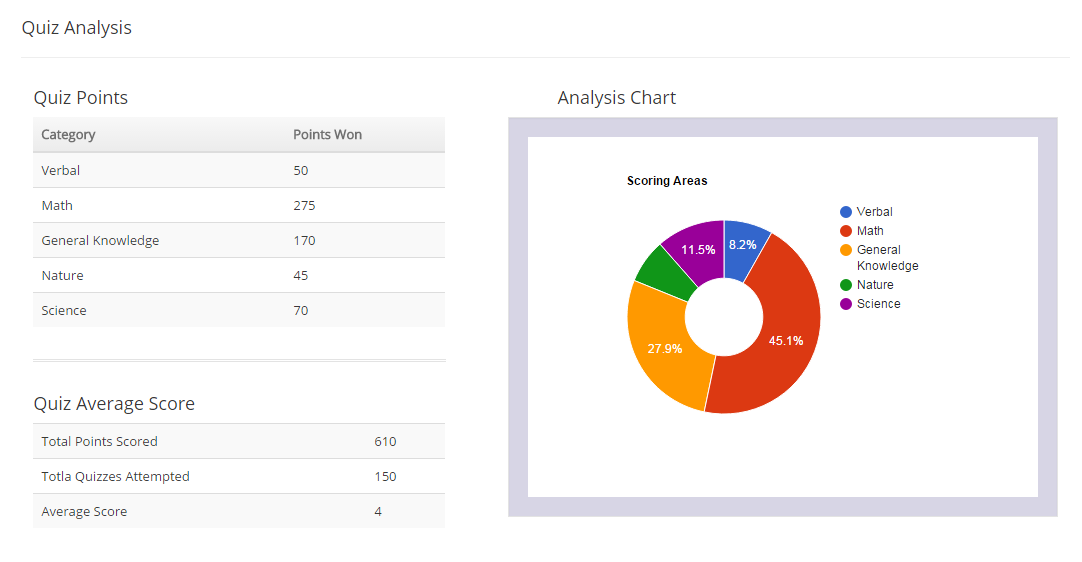 Quiz Analysis
Quiz Points
Category Points Won
Verbal 50
Math 275
General Knowledge 170
Nature 45
Science 70
Quiz Average Score
Total Points Scored 610
Totla Quizzes Attempted 150
Average Score 4
Analysis Chart
Scoring Areas
8.2%
45.1%
27.9%
11.5%
Verbal
Math
General
Knowledge
Nature
Science